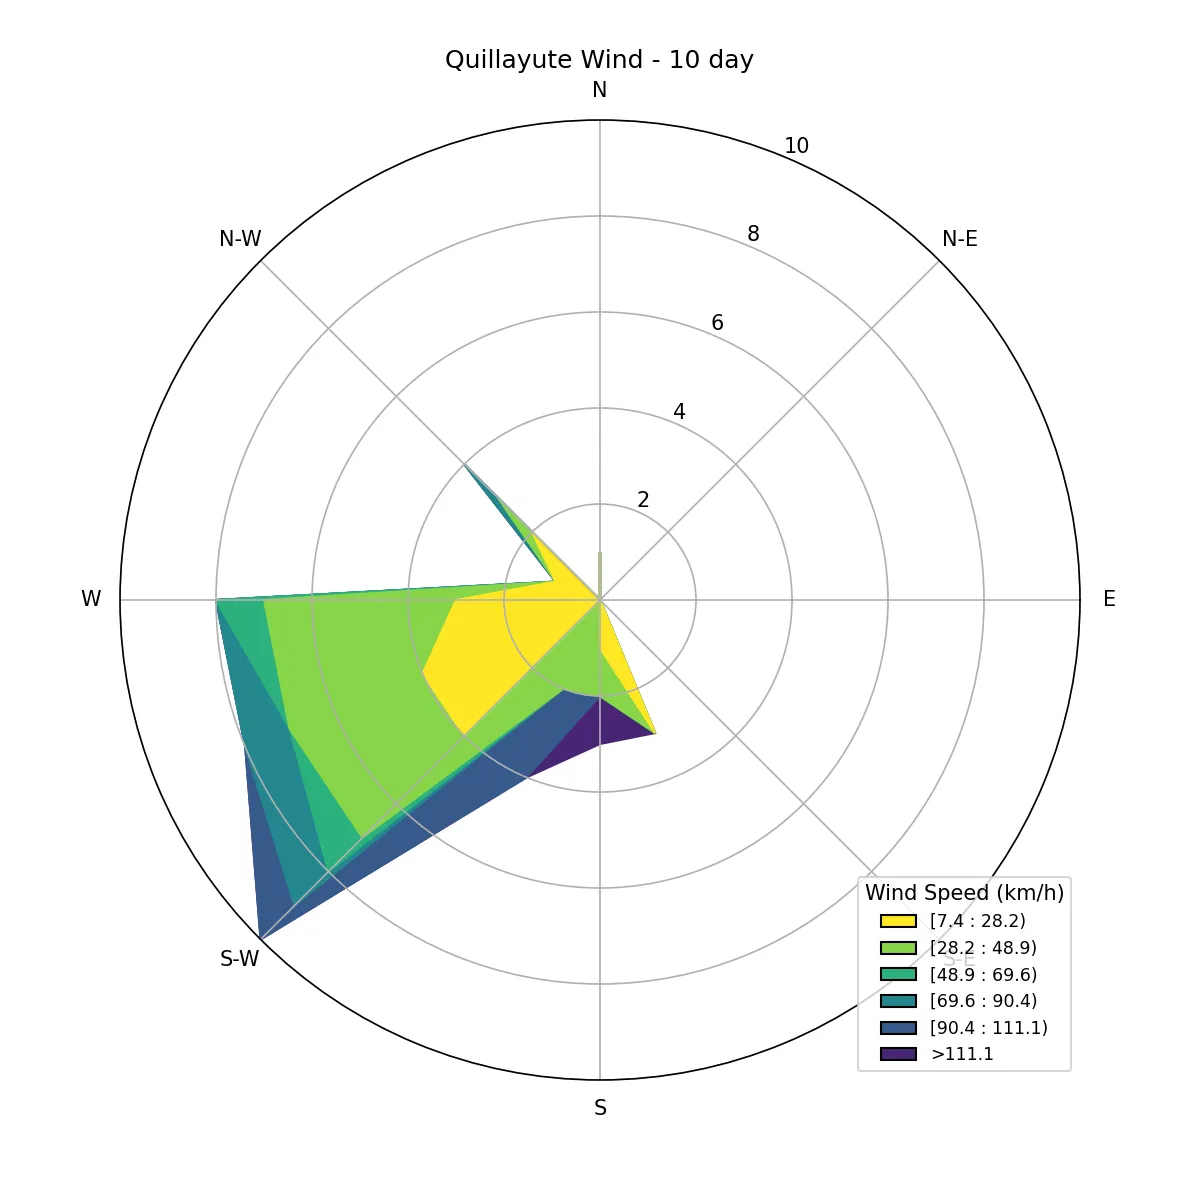 Quillayute Wind - 10 day
N
10
N-W
N-E
8
6
4
2
W
E
S-W
S-E
Wind Speed (km/h)
[7.4 : 28.2)
[28.2 : 48.9)
[48.9 : 69.6)
[69.6 : 90.4)
[90.4 : 111.1)
>111.1
S